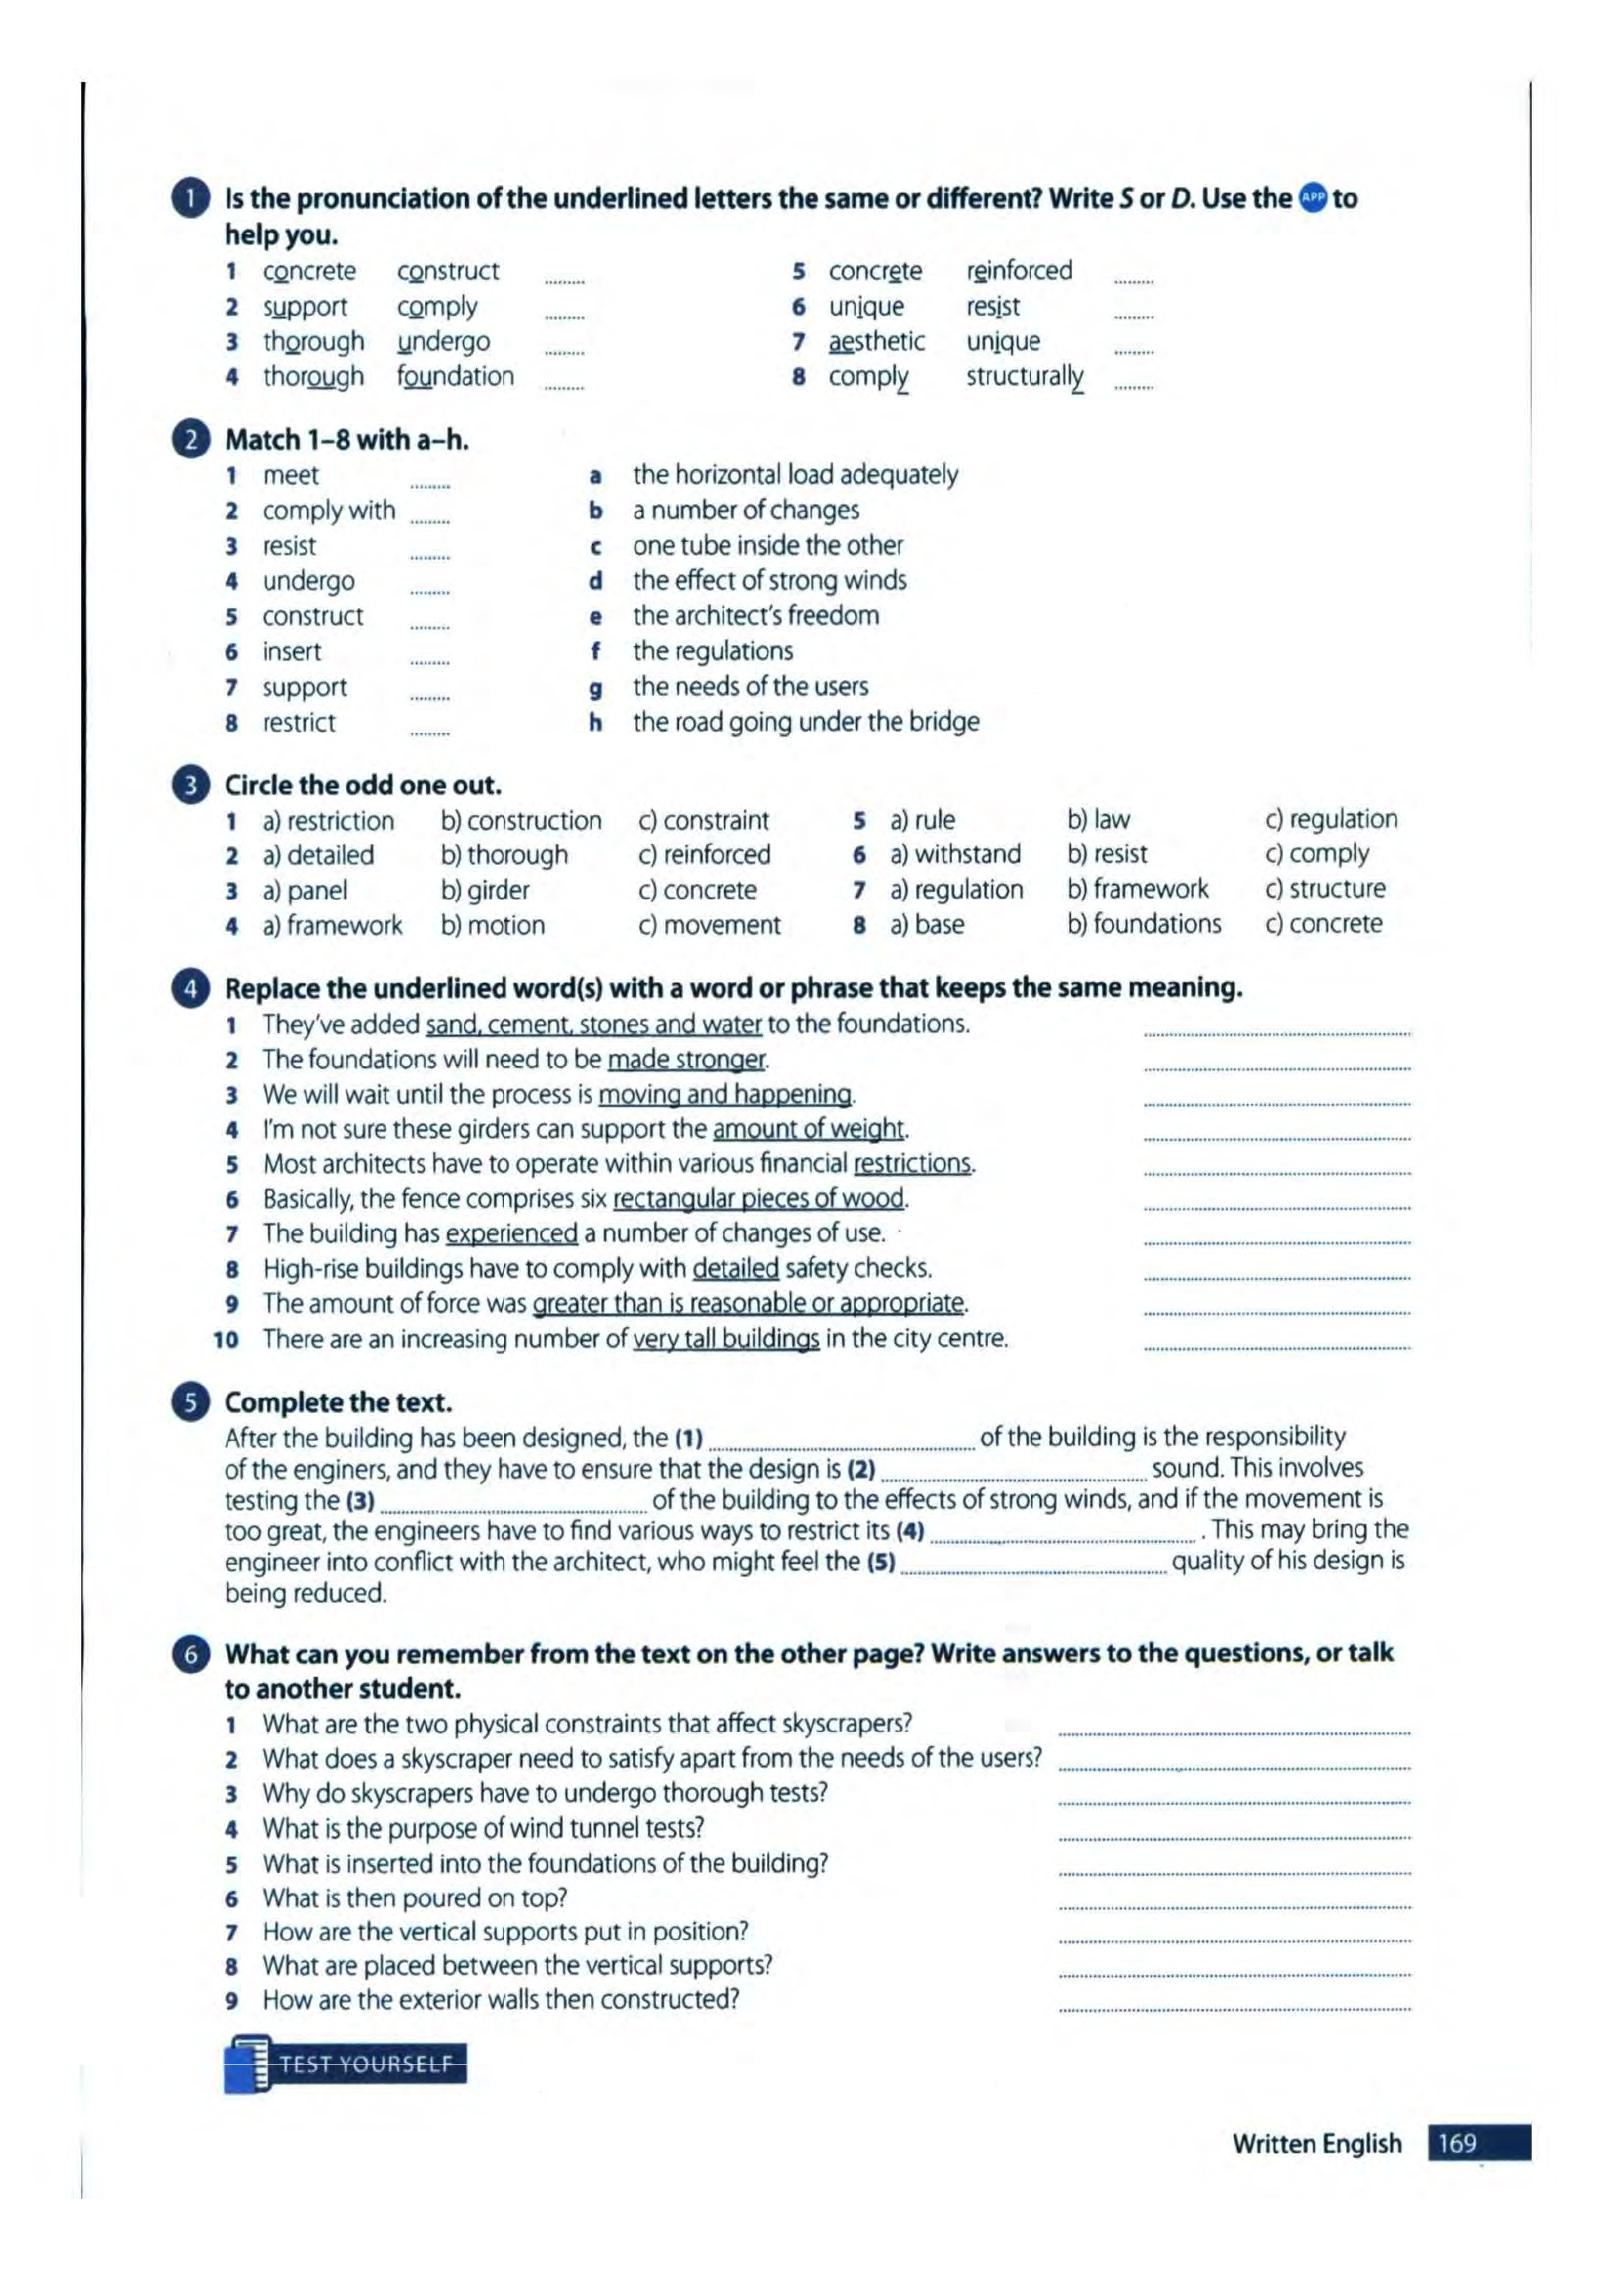 1 Is the pronunciation of the underlined letters the same or different? Write S or D. Use the APP to
help you.
1 concrete construct ......... 5 concrete reinforced .........
2 support comply ......... 6 unique resist .........
3 thorough undergo ......... 7 aesthetic unique .........
4 thorough foundation ......... 8 comply structurally .........
2 Match 1–8 with a–h.
1 meet ......... a the horizontal load adequately
2 comply with ......... b a number of changes
3 resist ......... c one tube inside the other
4 undergo ......... d the effect of strong winds
5 construct ......... e the architect's freedom
6 insert ......... f the regulations
7 support ......... g the needs of the users
8 restrict ......... h the road going under the bridge
3 Circle the odd one out.
1 a) restriction b) construction c) constraint 5 a) rule b) law c) regulation
2 a) detailed b) thorough c) reinforced 6 a) withstand b) resist c) comply
3 a) panel b) girder c) concrete 7 a) regulation b) framework c) structure
4 a) framework b) motion c) movement 8 a) base b) foundations c) concrete
4 Replace the underlined word(s) with a word or phrase that keeps the same meaning.
1 They've added sand, cement, stones and water to the foundations.
2 The foundations will need to be made stronger.
3 We will wait until the process is moving and happening.
4 I'm not sure these girders can support the amount of weight.
5 Most architects have to operate within various financial restrictions.
6 Basically, the fence comprises six rectangular pieces of wood.
7 The building has experienced a number of changes of use.
8 High-rise buildings have to comply with detailed safety checks.
9 The amount of force was greater than is reasonable or appropriate.
10 There are an increasing number of very tall buildings in the city centre.
5 Complete the text.
After the building has been designed, the (1) ......... of the building is the responsibility
of the enginers, and they have to ensure that the design is (2) ......... sound. This involves
testing the (3) ......... of the building to the effects of strong winds, and if the movement is
too great, the engineers have to find various ways to restrict its (4) ......... . This may bring the
engineer into conflict with the architect, who might feel the (5) ......... quality of his design is
being reduced.
6 What can you remember from the text on the other page? Write answers to the questions, or talk
to another student.
1 What are the two physical constraints that affect skyscrapers?
2 What does a skyscraper need to satisfy apart from the needs of the users?
3 Why do skyscrapers have to undergo thorough tests?
4 What is the purpose of wind tunnel tests?
5 What is inserted into the foundations of the building?
6 What is then poured on top?
7 How are the vertical supports put in position?
8 What are placed between the vertical supports?
9 How are the exterior walls then constructed?
TEST YOURSELF
Written English 169